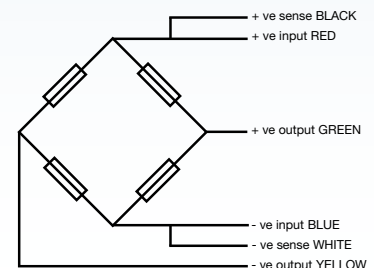 + ve sense BLACK
+ ve input RED
+ ve output GREEN
- ve input BLUE
- ve sense WHITE
- ve output YELLOW